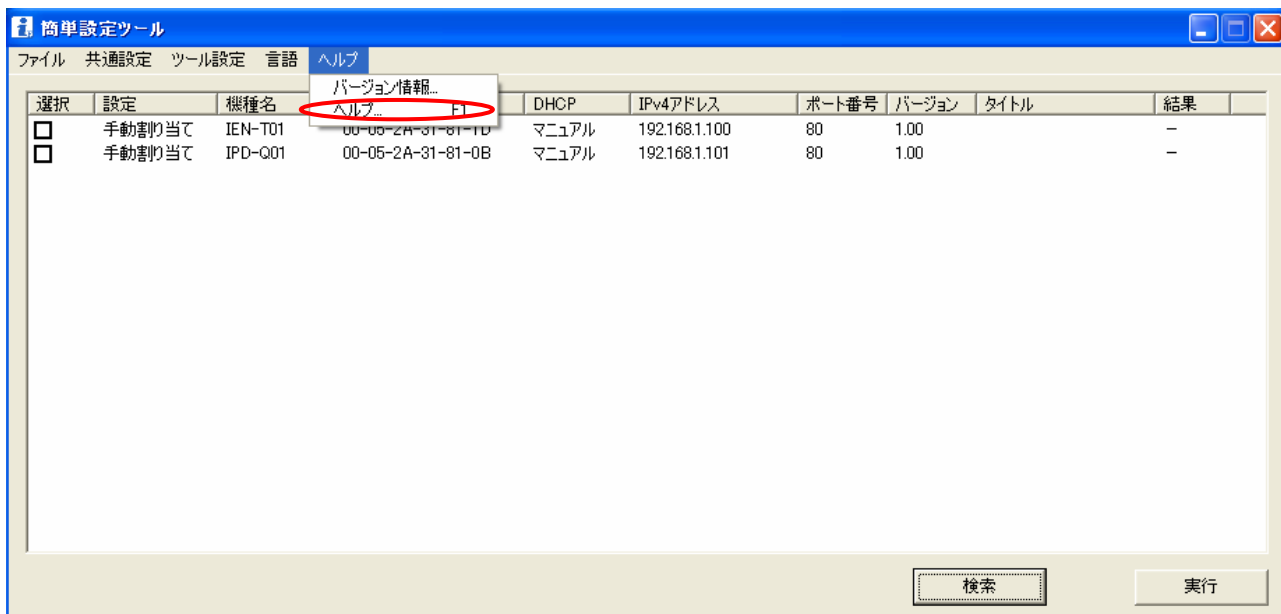 簡単設定ツール
ファイル 共通設定 ツール設定 言語 ヘルプ
バージョン情報...
ヘルプ... F1
選択 設定 機種名 DHCP IPv4アドレス ポート番号 バージョン タイトル 結果
手動割り当て IEN-T01 00-05-2A-31-81-1D マニュアル 192.168.1.100 80 1.00 －
手動割り当て IPD-Q01 00-05-2A-31-81-0B マニュアル 192.168.1.101 80 1.00 －
検索 実行